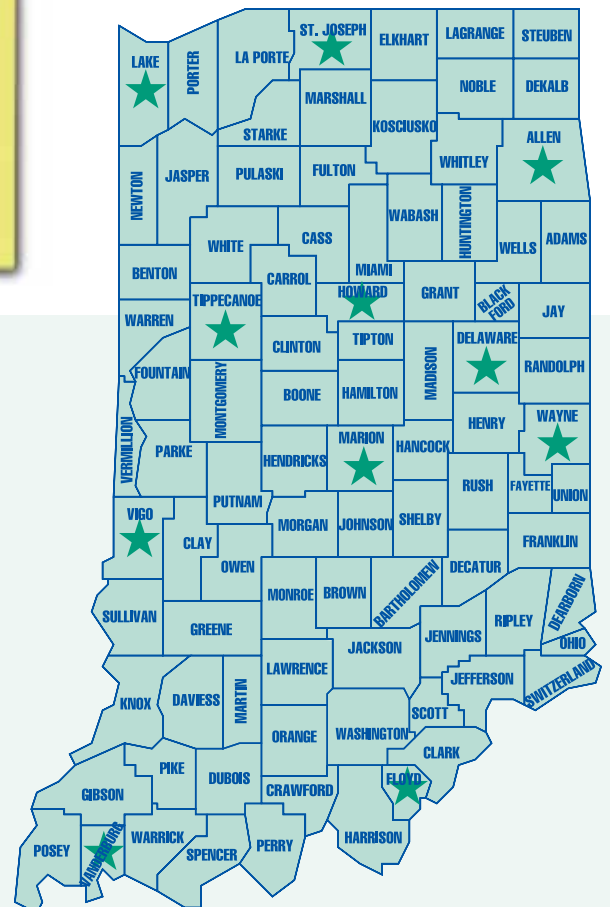 ST. JOSEPH
LAGRANGE
STEUBEN
ELKHART
LA PORTE
LAKE
PORTER
NOBLE
DEKALB
MARSHALL
KOSCIUSKO
STARKE
ALLEN
WHITLEY
FULTON
PULASKI
JASPER
NEWTON
WABASH
HUNTINGTON
CASS
WHITE
WELLS
ADAMS
MIAMI
BENTON
CARROL
HOWARD
GRANT
BLACK
FORD
TIPPECANOE
JAY
WARREN
TIPTON
DELAWARE
CLINTON
MADISON
RANDOLPH
FOUNTAIN
MONTGOMERY
BOONE
HAMILTON
WAYNE
HENRY
MARION
HANCOCK
VERMILLION
PARKE
HENDRICKS
RUSH
FAYETTE
UNION
PUTNAM
VIGO
MORGAN
JOHNSON
SHELBY
CLAY
FRANKLIN
OWEN
DECATUR
MONROE
BROWN
BARTHOLOMEW
DEARBORN
SULLIVAN
RIPLEY
GREENE
JENNINGS
OHIO
JACKSON
LAWRENCE
JEFFERSON
SWITZERLAND
DAVIESS
MARTIN
KNOX
SCOTT
ORANGE
WASHINGTON
CLARK
PIKE
DUBOIS
FLOYD
CRAWFORD
GIBSON
HARRISON
WARRICK
PERRY
POSEY
VANDERBURG
SPENCER